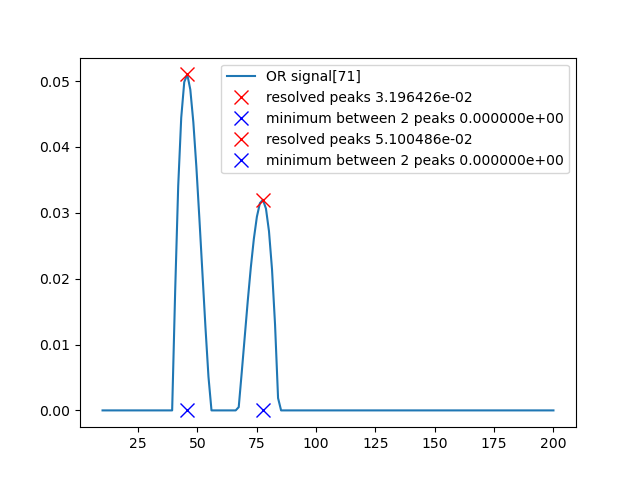 OR signal[71]
resolved peaks 3.196426e-02
minimum between 2 peaks 0.000000e+00
resolved peaks 5.100486e-02
minimum between 2 peaks 0.000000e+00
0.05
0.04
0.03
0.02
0.01
0.00
25 50 75 100 125 150 175 200